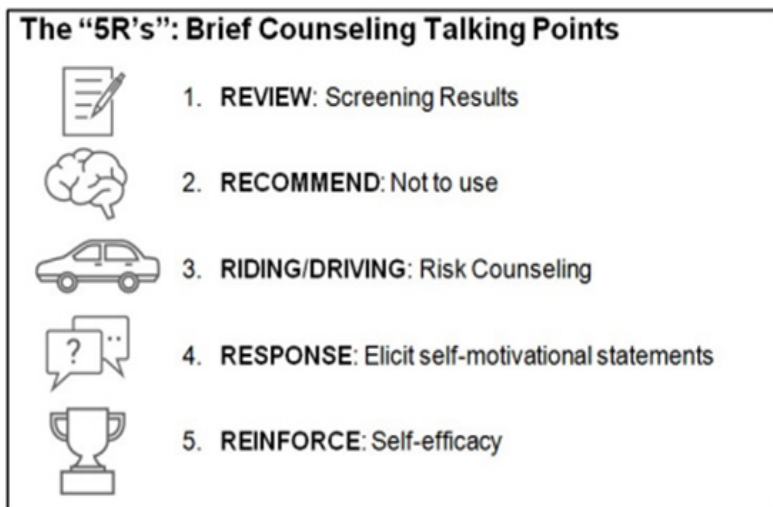 The “5R’s”: Brief Counseling Talking Points
1. REVIEW: Screening Results
2. RECOMMEND: Not to use
3. RIDING/DRIVING: Risk Counseling
? ..
4. RESPONSE: Elicit self-motivational statements
5. REINFORCE: Self-efficacy